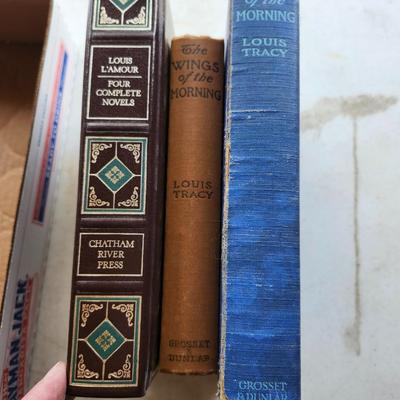 LOUIS
L'AMOUR
FOUR
COMPLETE
NOVELS
CHATHAM
RIVER
PRESS
The
WINGS
of the
MORNING
LOUIS
TRACY
GROSSET
&
DUNLAP
of the
MORNING
LOUIS
TRACY
GROSSET
& DUNLAP